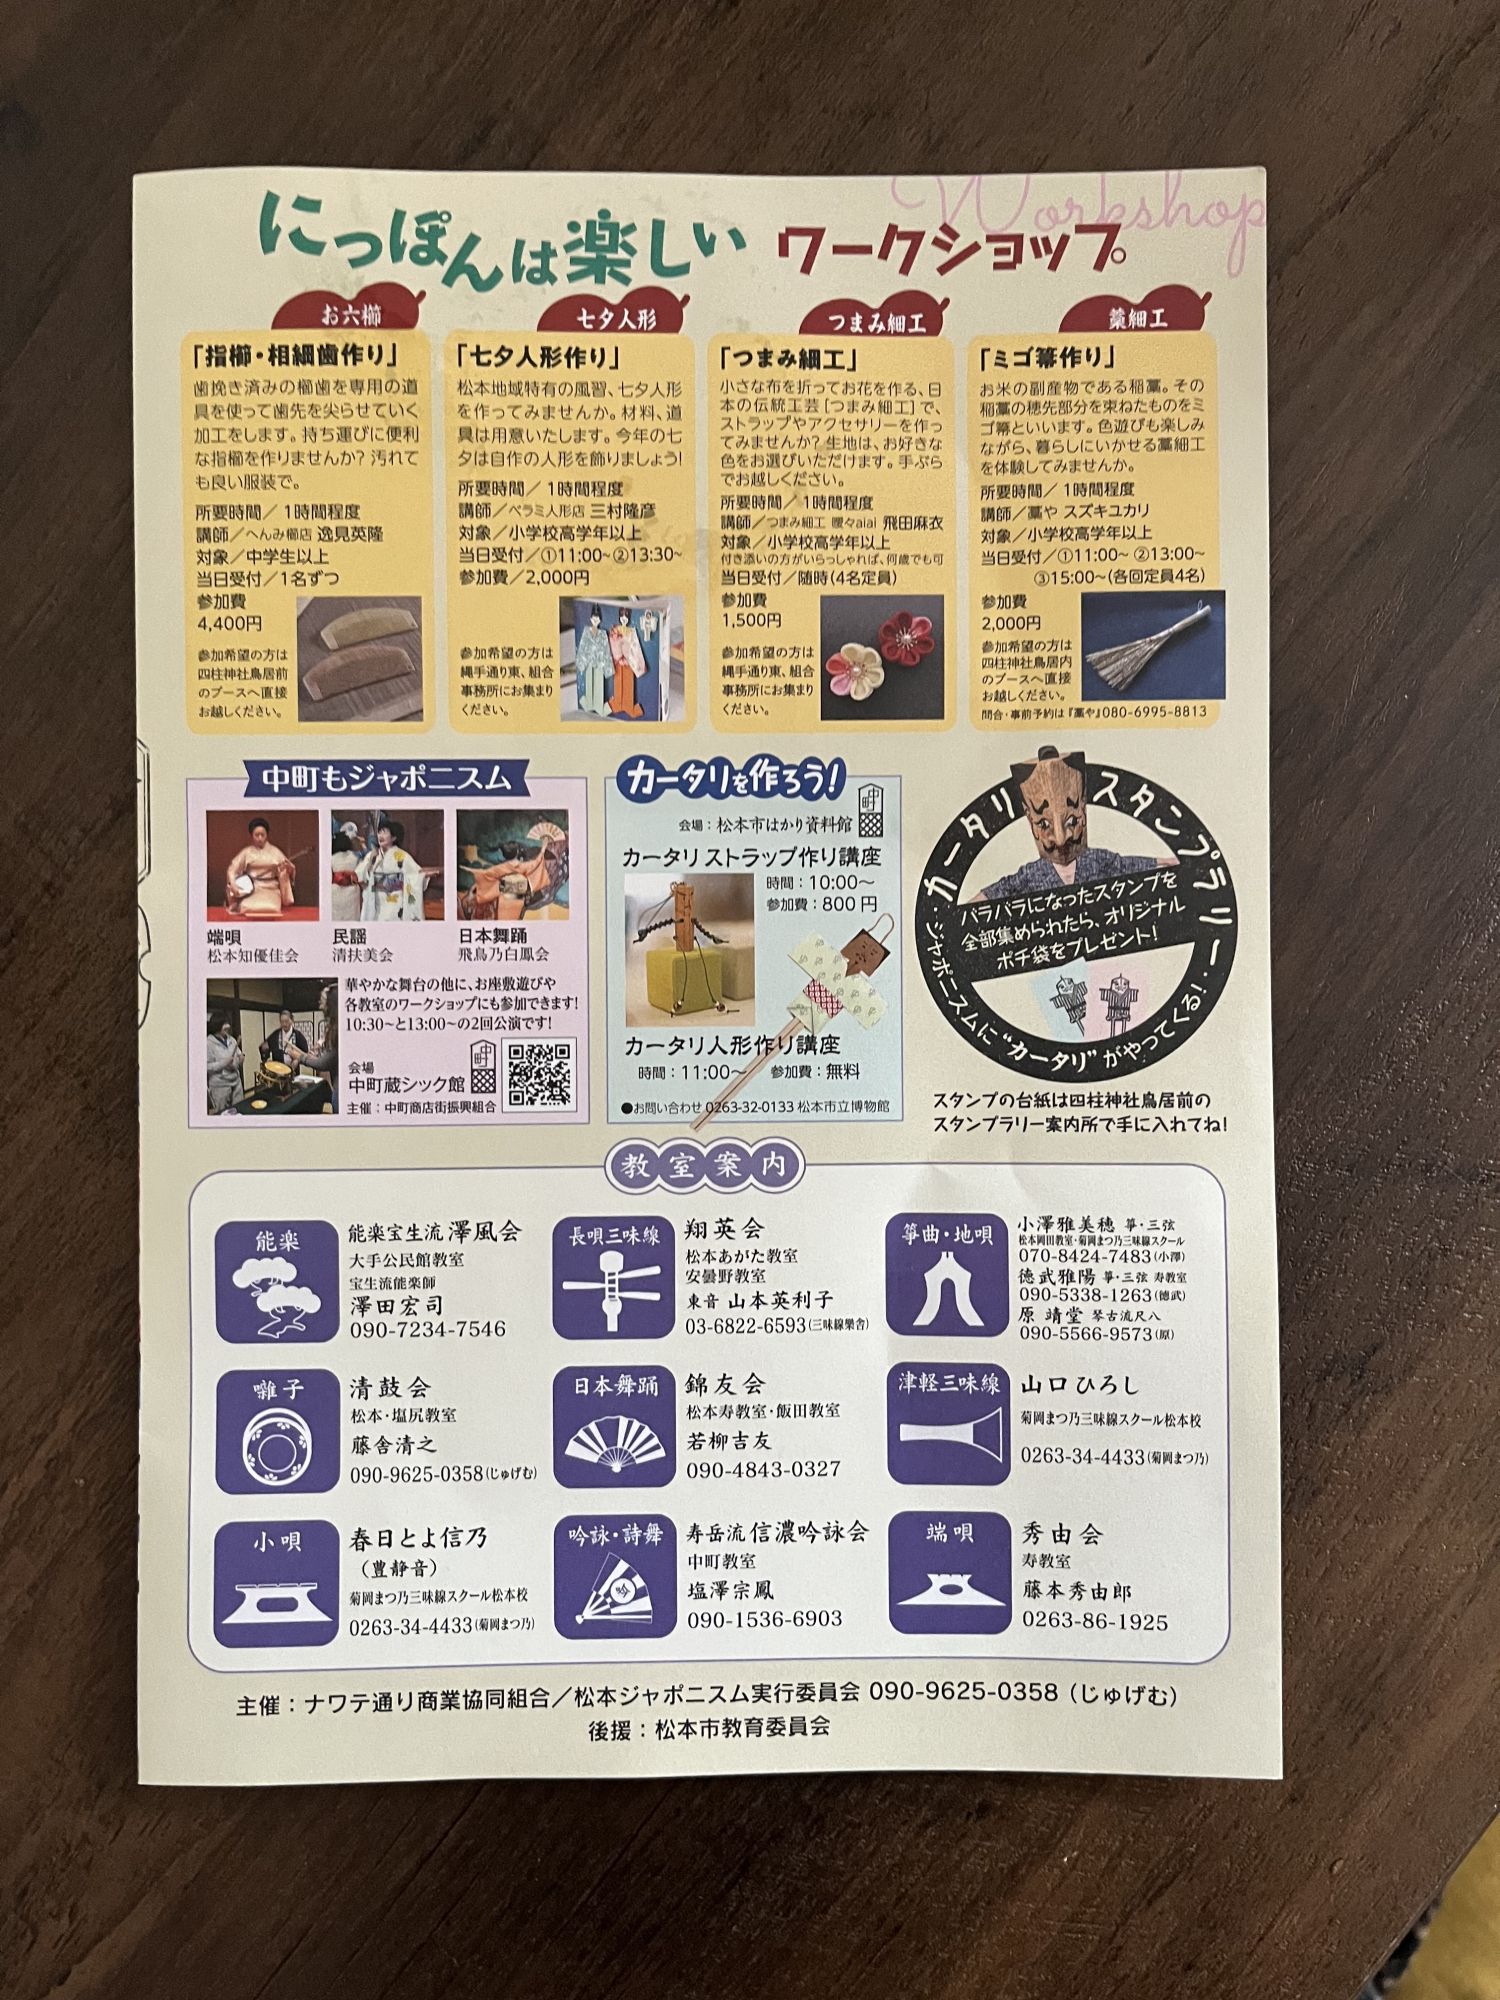 Workshop
にっぽんは楽しい ワークショップ
お六櫛
「指櫛・相細歯作り」
歯挽き済みの櫛歯を専用の道
具を使って歯先を尖らせていく
加工をします。持ち運びに便利
な指櫛を作りませんか？汚れて
も良い服装で。
所要時間／1時間程度
講師／へんみ櫛店 逸見英隆
対象／中学生以上
当日受付／1名ずつ
参加費
4,400円
参加希望の方は
四柱神社鳥居前
のブースへ直接
お越しください。
七夕人形
「七夕人形作り」
松本地域特有の風習、七夕人形
を作ってみませんか。材料、道
具は用意いたします。今年の七
夕は自作の人形を飾りましょう！
所要時間／1時間程度
講師／ベラミ人形店 三村隆彦
対象／小学校高学年以上
当日受付／①11:00~②13:30~
参加費／2,000円
参加希望の方は
縄手通り東、組合
事務所にお集まり
ください。
つまみ細工
「つまみ細工」
小さな布を折ってお花を作る、日
本の伝統工芸[つまみ細工]で、
ストラップやアクセサリーを作っ
てみませんか？生地は、お好きな
色をお選びいただけます。手ぶら
でお越しください。
所要時間／1時間程度
講師／つまみ細工 曖々aiai 飛田麻衣
対象／小学校高学年以上
付き添いの方がいらっしゃれば、何歳でも可
当日受付／随時(4名定員)
参加費
1,500円
参加希望の方は
縄手通り東、組合
事務所にお集まり
ください。
藁細工
「ミゴ箒作り」
お米の副産物である稲藁。その
稲藁の穂先部分を束ねたものをミ
ゴ箒といいます。色遊びも楽しみ
ながら、暮らしにいかせる藁細工
を体験してみませんか。
所要時間／1時間程度
講師／藁や スズキユカリ
対象／小学校高学年以上
当日受付／①11:00~ ②13:00~
③15:00~(各回定員4名)
参加費
2,000円
参加希望の方は
四柱神社鳥居内
のブースへ直接
お越しください。
問合・事前予約は『藁や』080-6995-8813
中町もジャポニスム
端唄
松本知優佳会
民謡
清扶美会
日本舞踊
飛鳥乃白鳳会
華やかな舞台の他に、お座敷遊びや
各教室のワークショップにも参加できます！
10:30~と13:00~の2回公演です！
会場
中町蔵シック館
主催：中町商店街振興組合
中町
カータリを作ろう！
中町
会場：松本市はかり資料館
カータリ ストラップ作り講座
時間：10:00~
参加費：800円
カータリ人形作り講座
時間：11:00~ 参加費：無料
●お問い合わせ 0263-32-0133 松本市立博物館
カータリ スタンプラリー
バラバラになったスタンプを
全部集められたら、オリジナル
ポチ袋をプレゼント！
・ジャポニスムに“カータリ”がやってくる！・
スタンプの台紙は四柱神社鳥居前の
スタンプラリー案内所で手に入れてね！
教室案内
能楽
能楽宝生流 澤風会
大手公民館教室
宝生流能楽師
澤田宏司
090-7234-7546
長唄三味線
翔英会
松本あがた教室
安曇野教室
東音 山本英利子
03-6822-6593(三味線樂舎)
箏曲・地唄
小澤雅美穂 箏・三弦
松本岡田教室・菊岡まつ乃三味線スクール
070-8424-7483(小澤)
徳武雅陽 箏・三弦 寿教室
090-5338-1263(徳武)
原 靖堂 琴古流尺八
090-5566-9573(原)
囃子
清鼓会
松本・塩尻教室
藤舎清之
090-9625-0358(じゅげむ)
日本舞踊
錦友会
松本寿教室・飯田教室
若柳吉友
090-4843-0327
津軽三味線
山口ひろし
菊岡まつ乃三味線スクール松本校
0263-34-4433(菊岡まつ乃)
小唄
春日とよ信乃
(豊静音)
菊岡まつ乃三味線スクール松本校
0263-34-4433(菊岡まつ乃)
吟詠・詩舞
寿岳流 信濃吟詠会
中町教室
塩澤宗鳳
090-1536-6903
端唄
秀由会
寿教室
藤本秀由郎
0263-86-1925
主催：ナワテ通り商業協同組合／松本ジャポニスム実行委員会 090-9625-0358（じゅげむ）
後援：松本市教育委員会